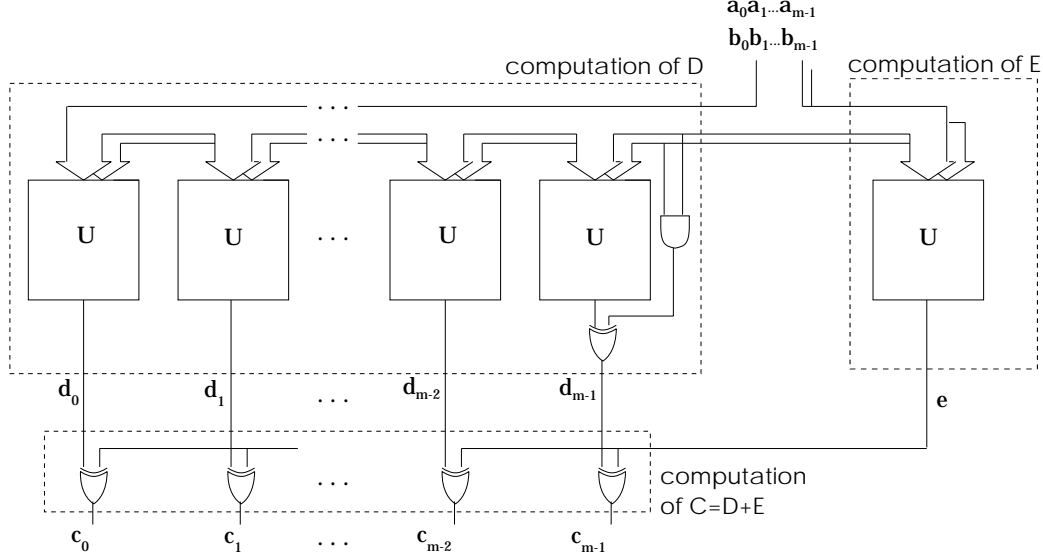 a₀a₁...aₘ₋₁
b₀b₁...bₘ₋₁
computation of D
computation of E
. . .
. . .
U U . . . U U U
d₀ d₁ . . . dₘ₋₂ dₘ₋₁ e
. . .
computation
of C=D+E
c₀ c₁ . . . cₘ₋₂ cₘ₋₁